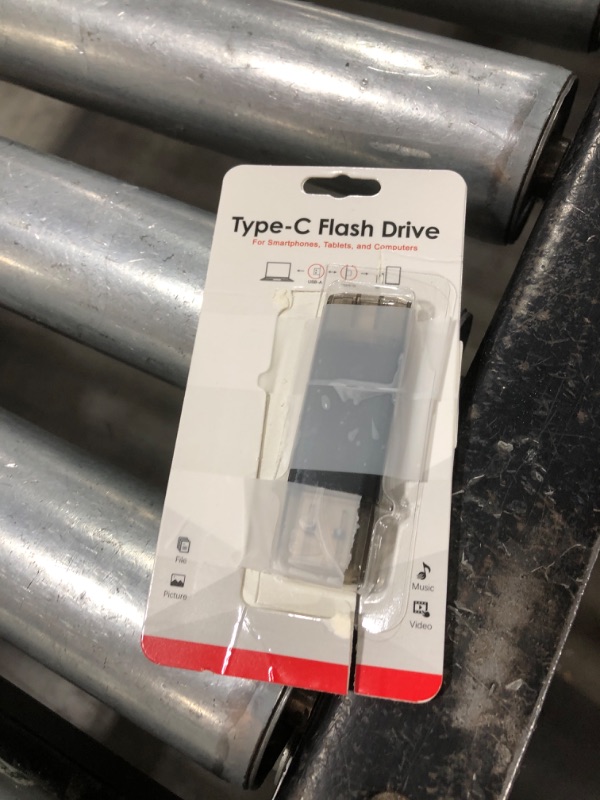 Type-C Flash Drive
For Smartphones, Tablets, and Computers
File
Picture
Music
Video